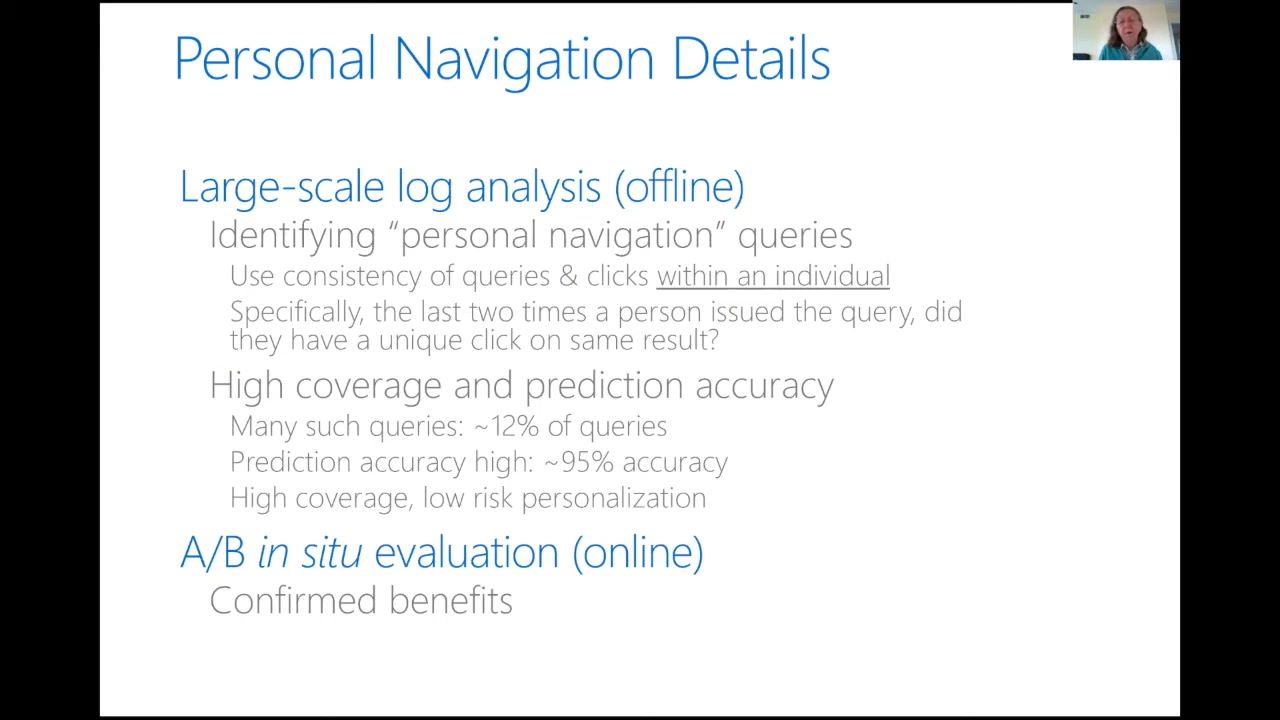 Personal Navigation Details
Large-scale log analysis (offline)
Identifying “personal navigation” queries
Use consistency of queries & clicks within an individual
Specifically, the last two times a person issued the query, did
they have a unique click on same result?
High coverage and prediction accuracy
Many such queries: ~12% of queries
Prediction accuracy high: ~95% accuracy
High coverage, low risk personalization
A/B in situ evaluation (online)
Confirmed benefits